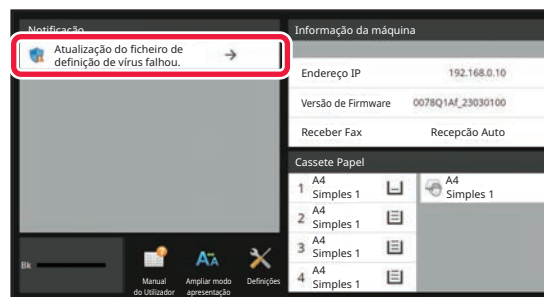 Notificação
Atualização do ficheiro de
definição de vírus falhou.
Informação da máquina
Endereço IP
192.168.0.10
Versão de Firmware
0078Q1Af_23030100
Receber Fax
Recepcão Auto
Cassete Papel
1
A4
Simples 1
A4
Simples 1
2
A4
Simples 1
3
A4
Simples 1
4
A4
Simples 1
Bk
Manual
do Utilizador
AA
Ampliar modo
apresentação
Definições